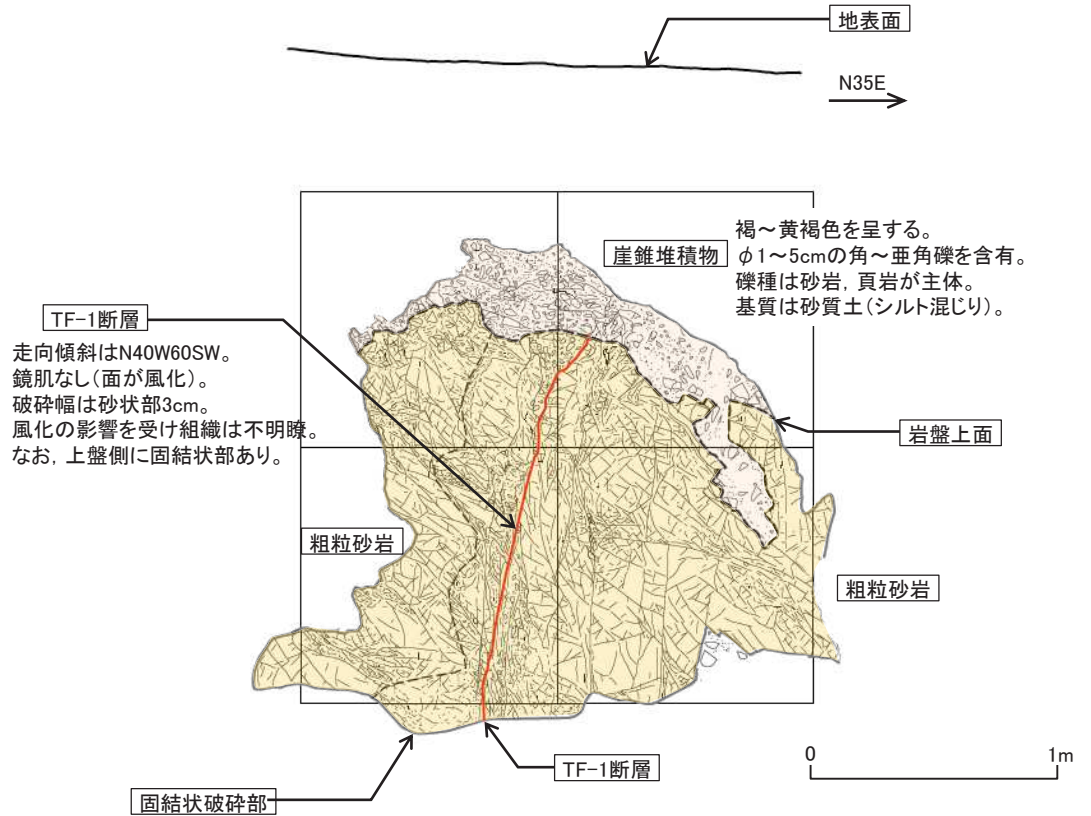 地表面
N35E
崖錐堆積物
褐～黄褐色を呈する。
φ1～5cmの角～亜角礫を含有。
礫種は砂岩，頁岩が主体。
基質は砂質土(シルト混じり)。
TF-1断層
走向傾斜はN40W60SW。
鏡肌なし(面が風化)。
破砕幅は砂状部3cm。
風化の影響を受け組織は不明瞭。
なお，上盤側に固結状部あり。
岩盤上面
粗粒砂岩
粗粒砂岩
TF-1断層
固結状破砕部
0 1m